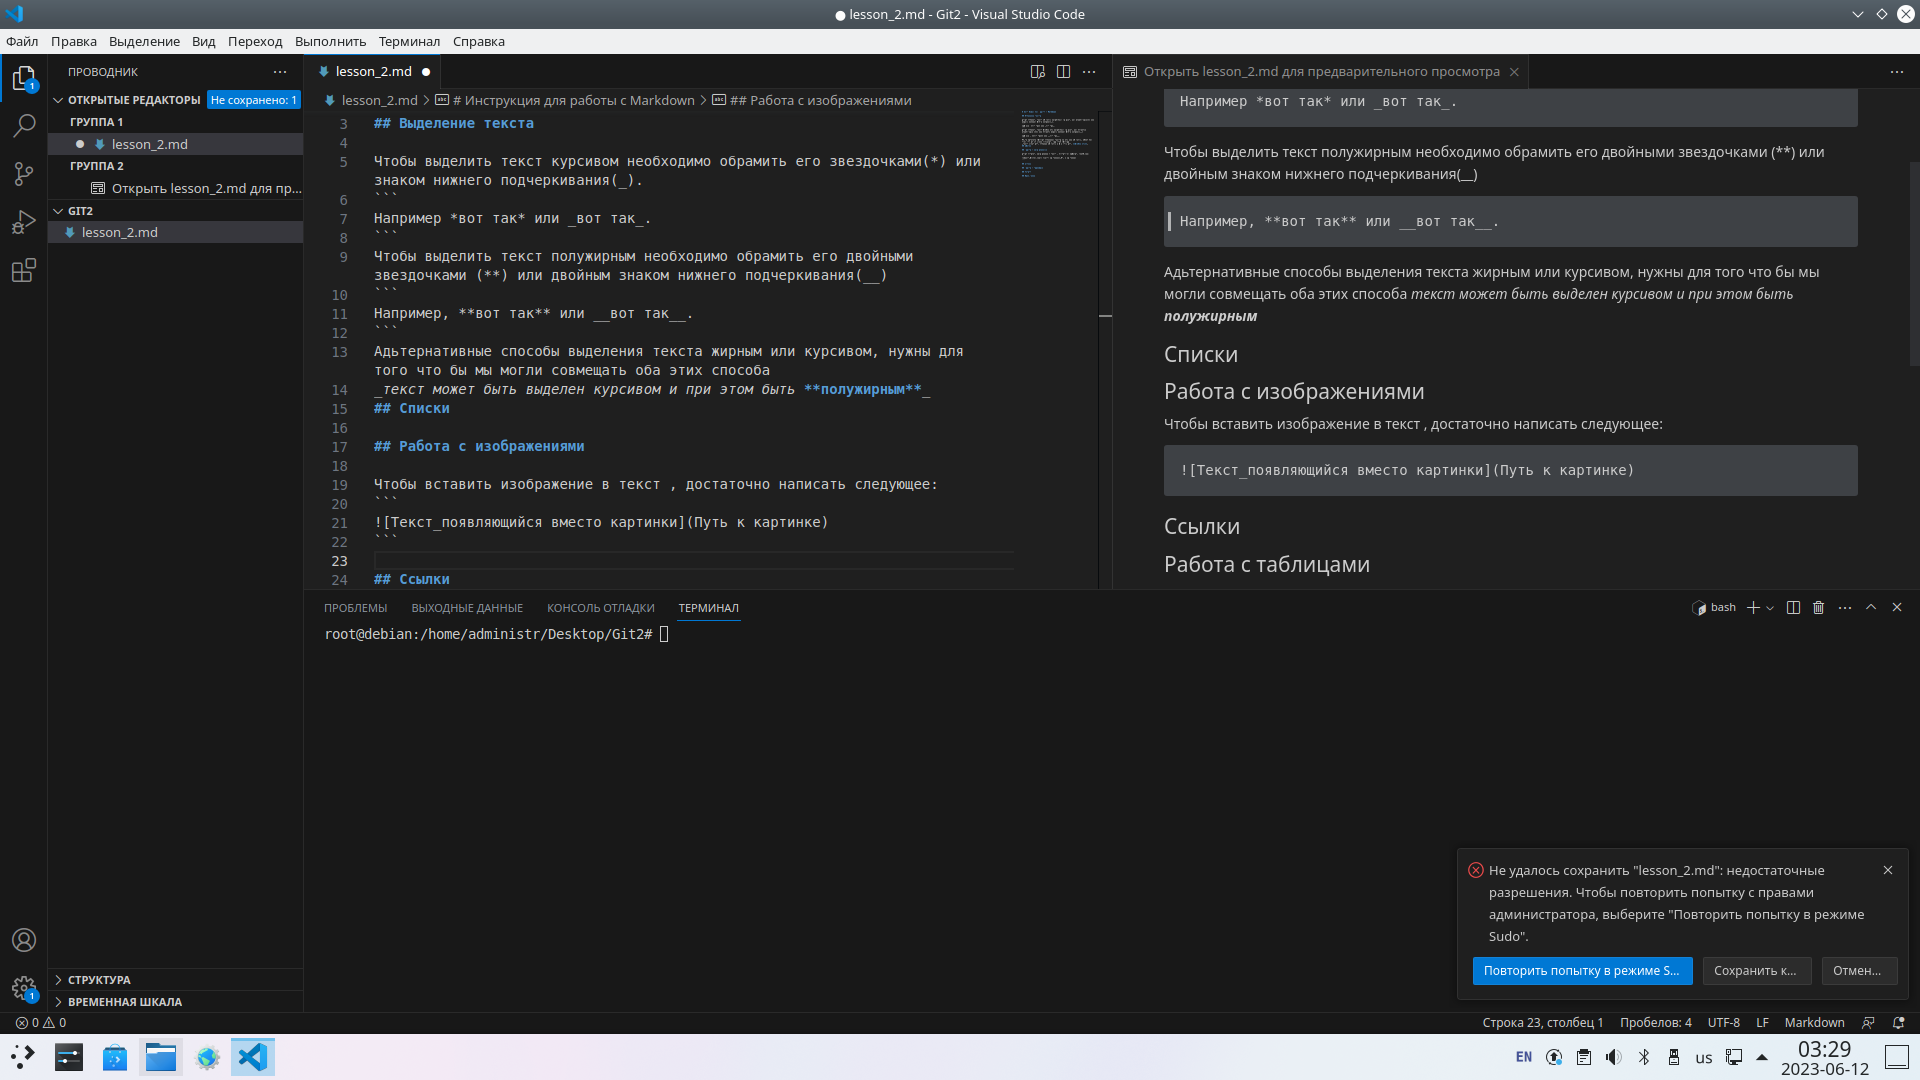 ● lesson_2.md - Git2 - Visual Studio Code
Файл Правка Выделение Вид Переход Выполнить Терминал Справка
ПРОВОДНИК
ОТКРЫТЫЕ РЕДАКТОРЫ Не сохранено: 1
ГРУППА 1
lesson_2.md
ГРУППА 2
Открыть lesson_2.md для пр...
GIT2
lesson_2.md
СТРУКТУРА
ВРЕМЕННАЯ ШКАЛА
1
1
lesson_2.md
lesson_2.md > # Инструкция для работы с Markdown > ## Работа с изображениями
3 ## Выделение текста
4
5 Чтобы выделить текст курсивом необходимо обрамить его звездочками(*) или
знаком нижнего подчеркивания(_).
6 ```
7 Например *вот так* или _вот так_.
8 ```
9 Чтобы выделить текст полужирным необходимо обрамить его двойными
звездочками (**) или двойным знаком нижнего подчеркивания(__)
10 ```
11 Например, **вот так** или __вот так__.
12 ```
13 Адьтернативные способы выделения текста жирным или курсивом, нужны для
того что бы мы могли совмещать оба этих способа
14 _текст может быть выделен курсивом и при этом быть **полужирным**_
15 ## Списки
16
17 ## Работа с изображениями
18
19 Чтобы вставить изображение в текст , достаточно написать следующее:
20 ```
21 ![Текст_появляющийся вместо картинки](Путь к картинке)
22 ```
23
24 ## Ссылки
Открыть lesson_2.md для предварительного просмотра
Например *вот так* или _вот так_.
Чтобы выделить текст полужирным необходимо обрамить его двойными звездочками (**) или
двойным знаком нижнего подчеркивания(__)
Например, **вот так** или __вот так__.
Адьтернативные способы выделения текста жирным или курсивом, нужны для того что бы мы
могли совмещать оба этих способа текст может быть выделен курсивом и при этом быть
полужирным
Списки
Работа с изображениями
Чтобы вставить изображение в текст , достаточно написать следующее:
![Текст_появляющийся вместо картинки](Путь к картинке)
Ссылки
Работа с таблицами
ПРОБЛЕМЫ ВЫХОДНЫЕ ДАННЫЕ КОНСОЛЬ ОТЛАДКИ ТЕРМИНАЛ
bash
root@debian:/home/administr/Desktop/Git2#
Не удалось сохранить "lesson_2.md": недостаточные
разрешения. Чтобы повторить попытку с правами
администратора, выберите "Повторить попытку в режиме
Sudo".
Повторить попытку в режиме S... Сохранить к... Отмен...
0 0
Строка 23, столбец 1 Пробелов: 4 UTF-8 LF Markdown
EN us 03:29
2023-06-12